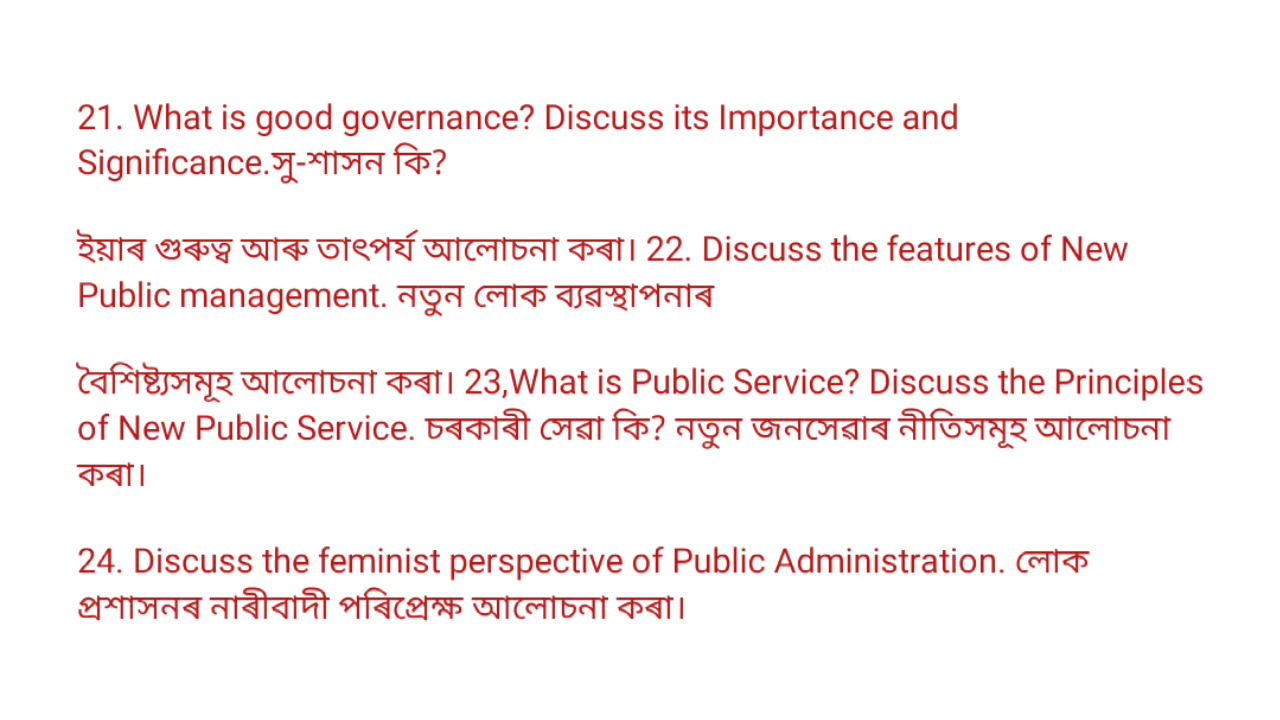 21. What is good governance? Discuss its Importance and
Significance.সু-শাসন কি?
ইয়াৰ গুৰুত্ব আৰু তাৎপৰ্য আলোচনা কৰা। 22. Discuss the features of New
Public management. নতুন লোক ব্যৱস্থাপনাৰ
বৈশিষ্ট্যসমূহ আলোচনা কৰা। 23,What is Public Service? Discuss the Principles
of New Public Service. চৰকাৰী সেৱা কি? নতুন জনসেৱাৰ নীতিসমূহ আলোচনা
কৰা।
24. Discuss the feminist perspective of Public Administration. লোক
প্ৰশাসনৰ নাৰীবাদী পৰিপ্ৰেক্ষ আলোচনা কৰা।